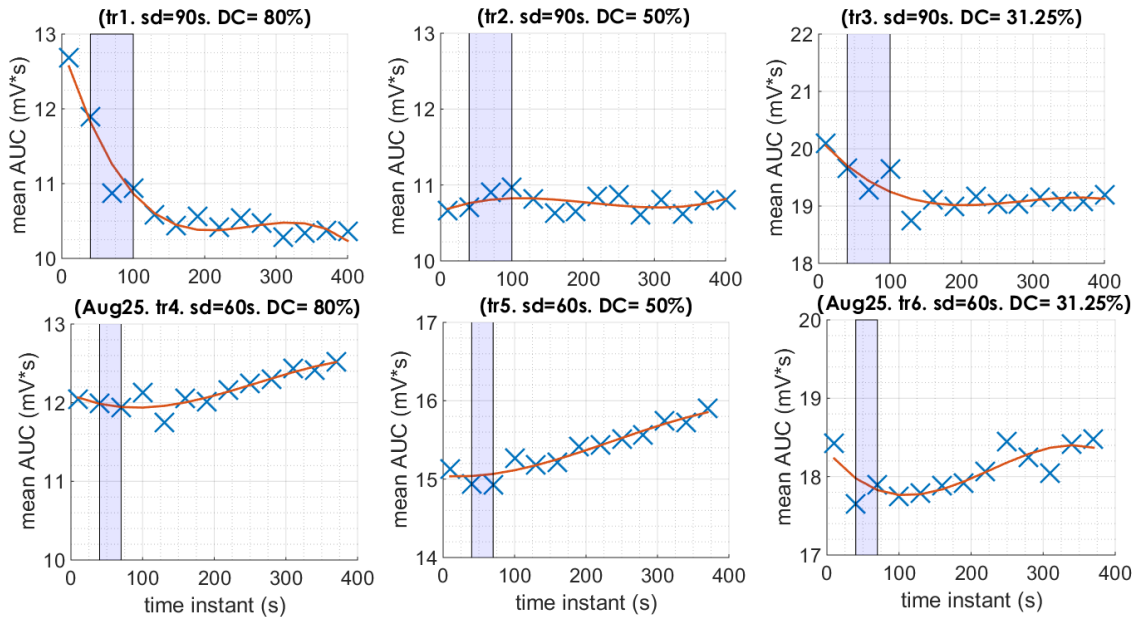 (tr1. sd=90s. DC= 80%)
mean AUC (mV*s)
13
12
11
10
0 100 200 300 400
(tr2. sd=90s. DC= 50%)
mean AUC (mV*s)
13
12
11
10
0 100 200 300 400
(tr3. sd=90s. DC= 31.25%)
mean AUC (mV*s)
22
21
20
19
18
0 100 200 300 400
(Aug25. tr4. sd=60s. DC= 80%)
mean AUC (mV*s)
13
12
11
10
0 100 200 300 400
time instant (s)
(tr5. sd=60s. DC= 50%)
mean AUC (mV*s)
17
16
15
14
0 100 200 300 400
time instant (s)
(Aug25. tr6. sd=60s. DC= 31.25%)
mean AUC (mV*s)
20
19
18
17
0 100 200 300 400
time instant (s)